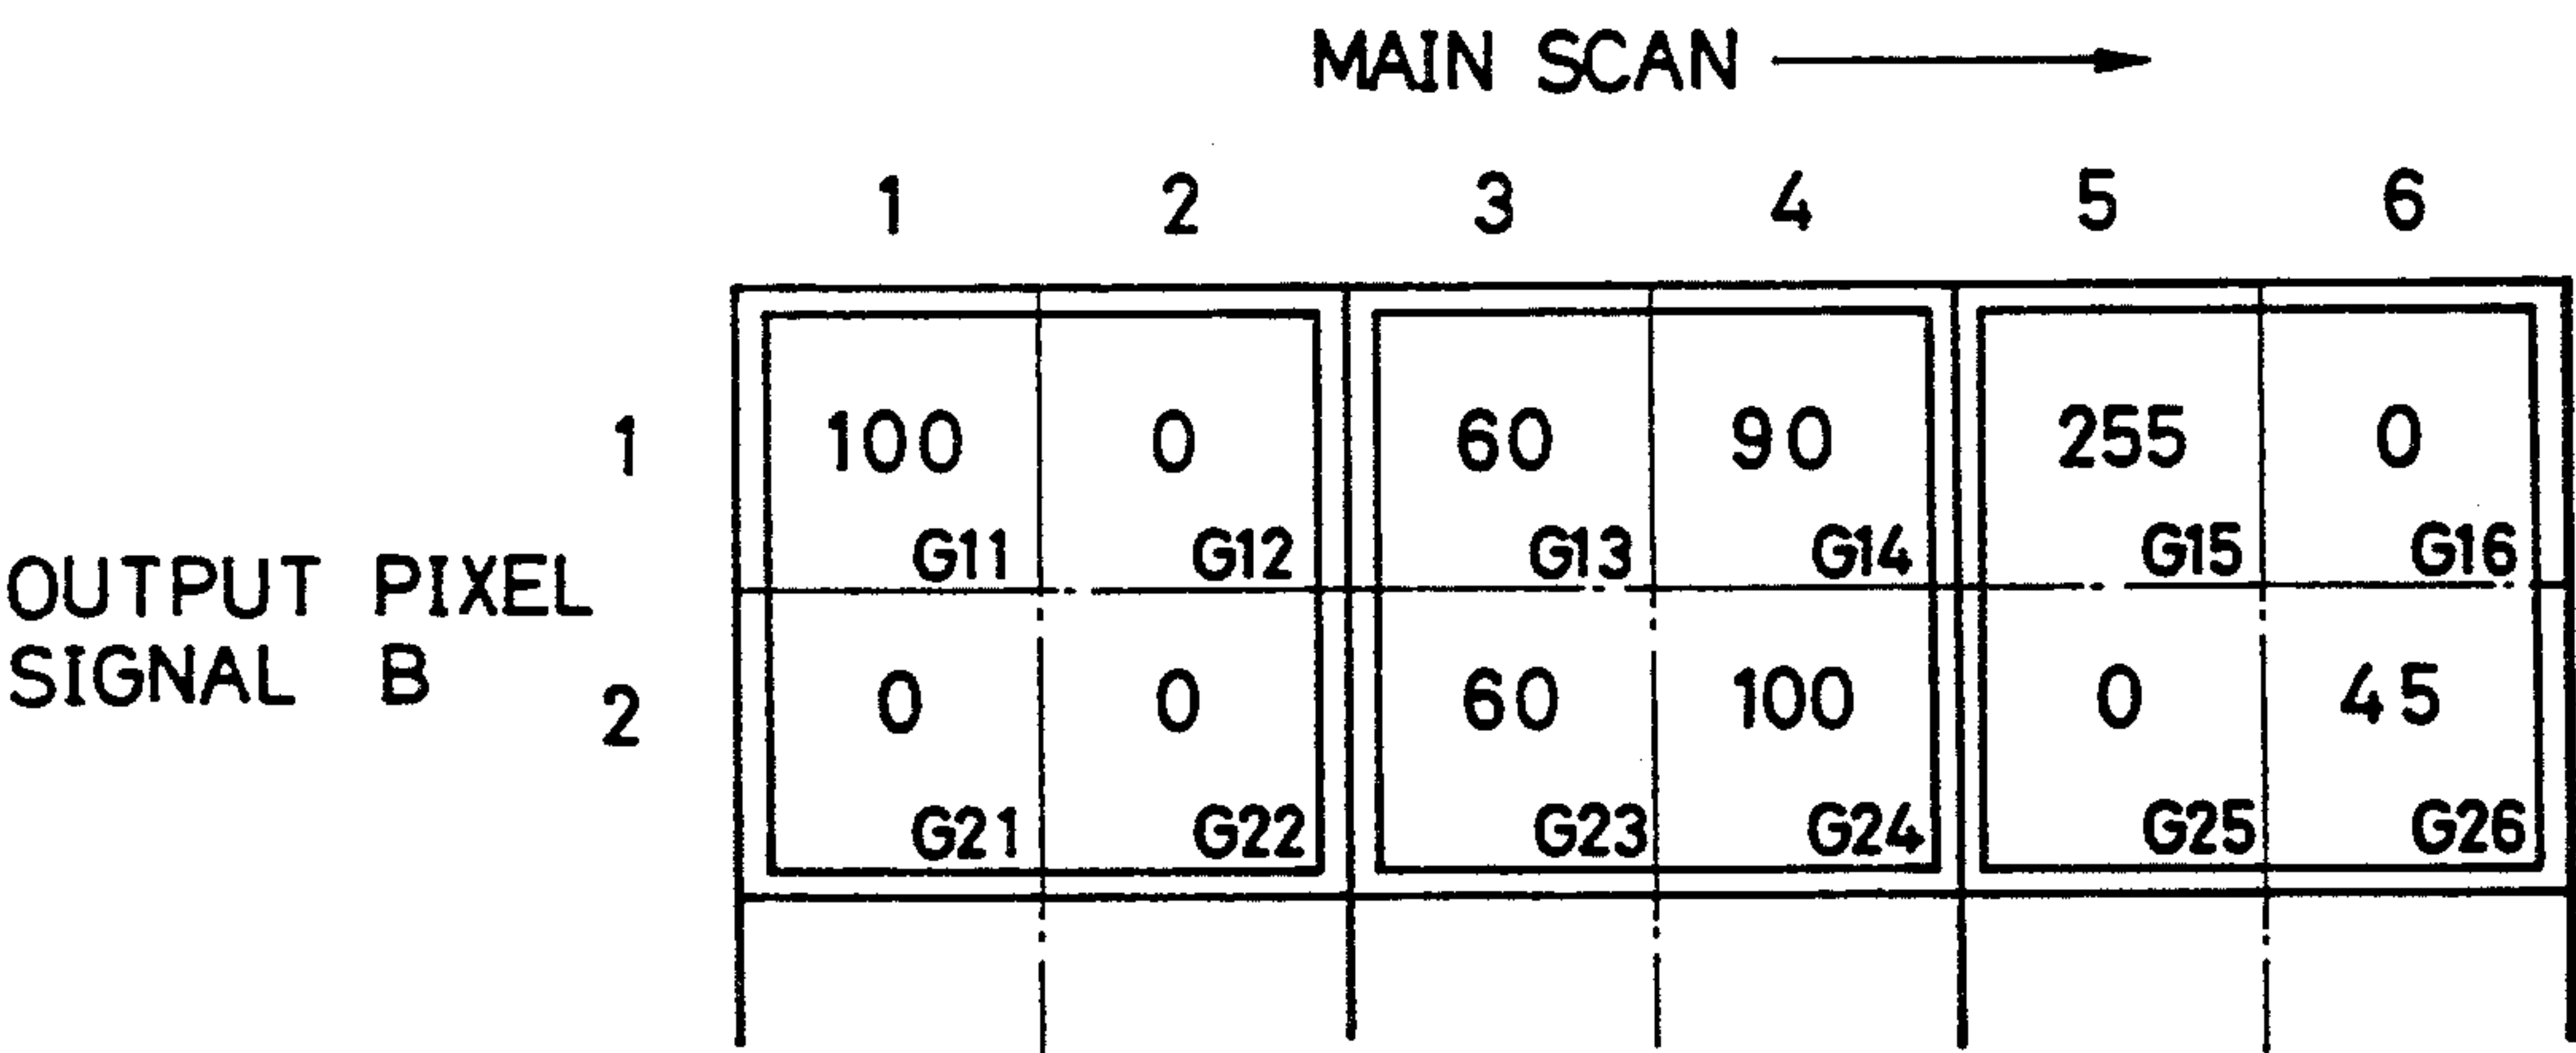 MAIN SCAN
1 2 3 4 5 6
1 100 0 60 90 255 0
G11 G12 G13 G14 G15 G16
OUTPUT PIXEL
SIGNAL B
2 0 0 60 100 0 45
G21 G22 G23 G24 G25 G26